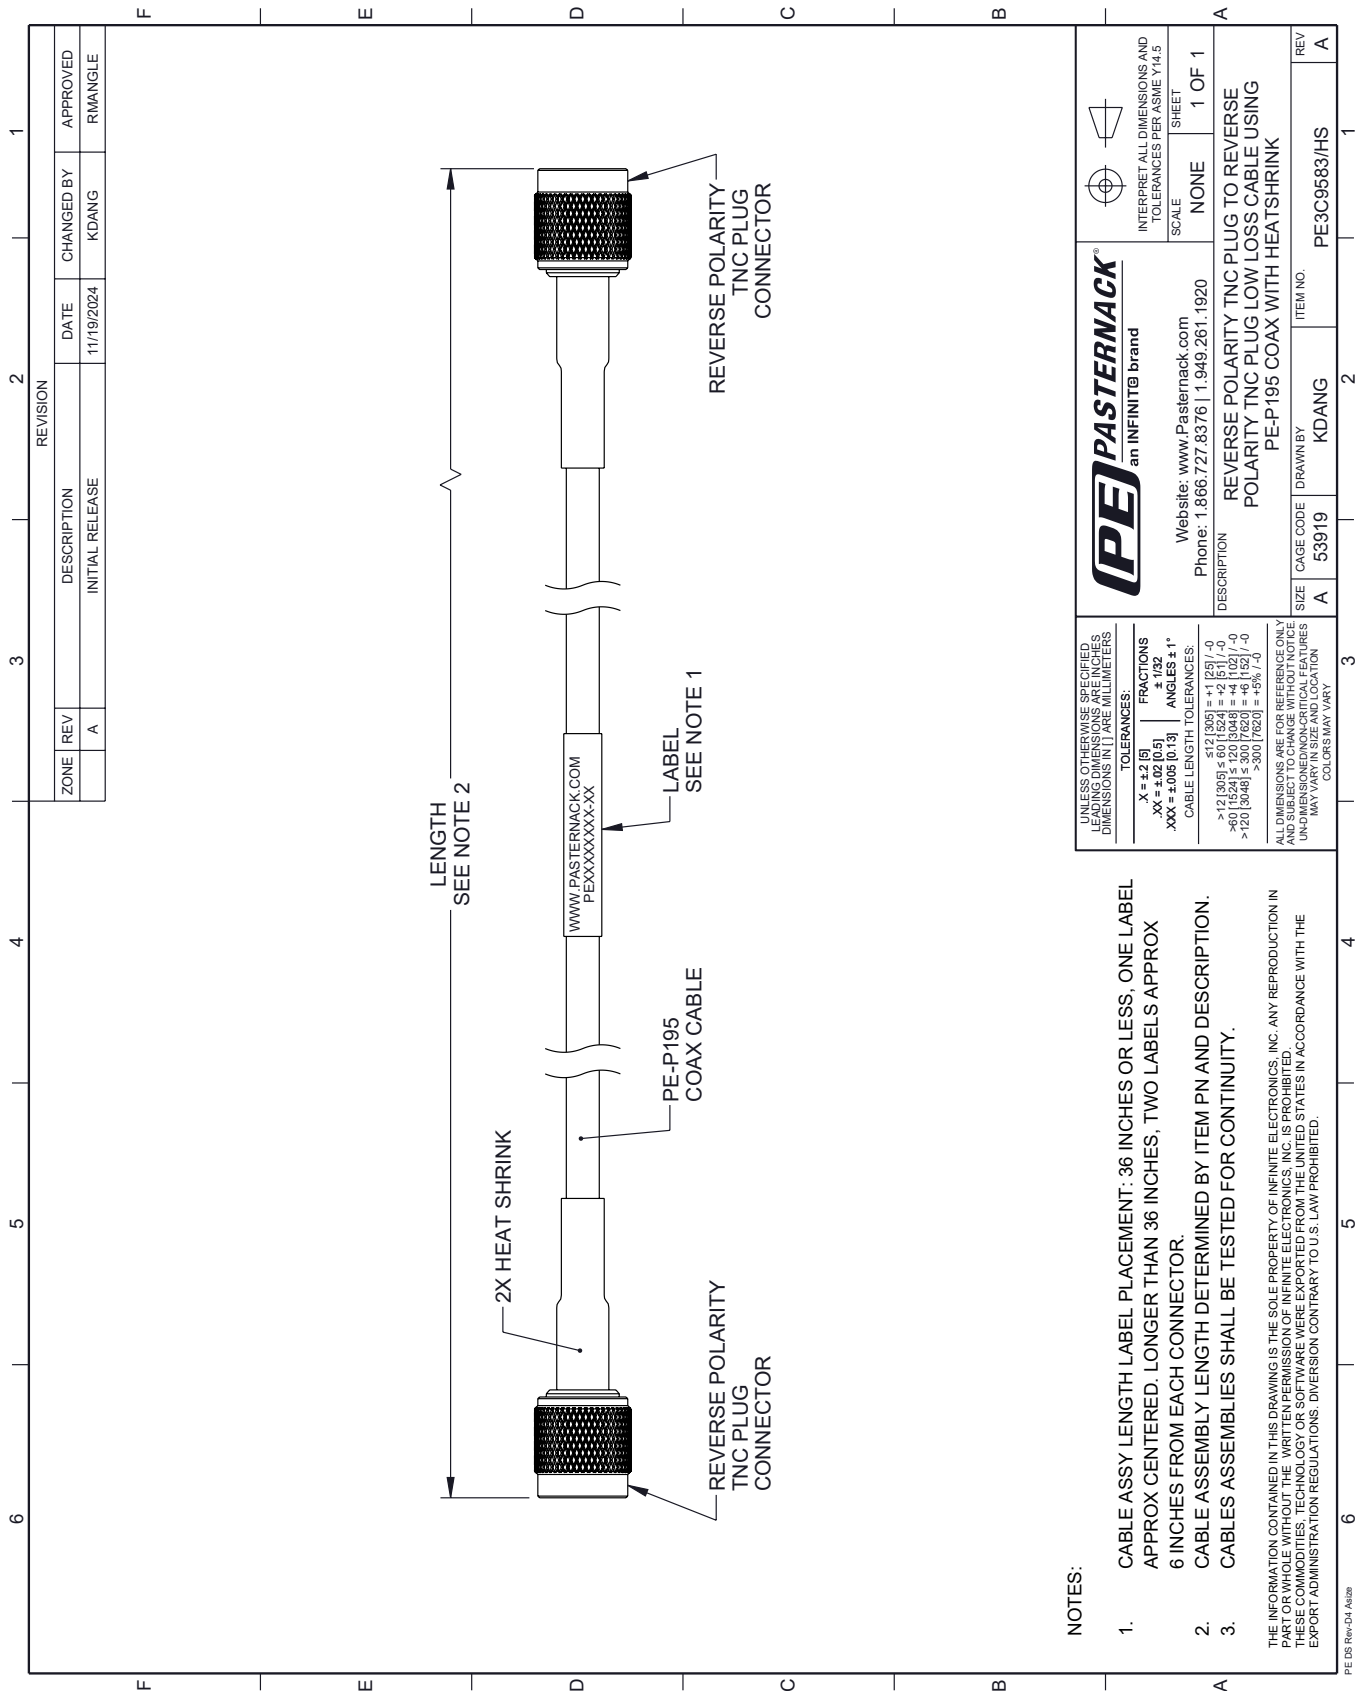 REVISION
ZONE REV DESCRIPTION DATE CHANGED BY APPROVED
A INITIAL RELEASE 11/19/2024 KDANG RMANGLE
6 5 4 3 2 1
F
E
D
C
B
A
LENGTH
SEE NOTE 2
2X HEAT SHRINK
WWW.PASTERNACK.COM
PEXXXXXXXXX-XX
REVERSE POLARITY
TNC PLUG
CONNECTOR
PE-P195
COAX CABLE
LABEL
SEE NOTE 1
REVERSE POLARITY
TNC PLUG
CONNECTOR
NOTES:
1. CABLE ASSY LENGTH LABEL PLACEMENT: 36 INCHES OR LESS, ONE LABEL
APPROX CENTERED. LONGER THAN 36 INCHES, TWO LABELS APPROX
6 INCHES FROM EACH CONNECTOR.
2. CABLE ASSEMBLY LENGTH DETERMINED BY ITEM PN AND DESCRIPTION.
3. CABLES ASSEMBLIES SHALL BE TESTED FOR CONTINUITY.
THE INFORMATION CONTAINED IN THIS DRAWING IS THE SOLE PROPERTY OF INFINITE ELECTRONICS, INC. ANY REPRODUCTION IN
PART OR WHOLE WITHOUT THE WRITTEN PERMISSION OF INFINITE ELECTRONICS, INC. IS PROHIBITED.
THESE COMMODITIES, TECHNOLOGY OR SOFTWARE WERE EXPORTED FROM THE UNITED STATES IN ACCORDANCE WITH THE
EXPORT ADMINISTRATION REGULATIONS. DIVERSION CONTRARY TO U.S. LAW PROHIBITED.
UNLESS OTHERWISE SPECIFIED
LEADING DIMENSIONS ARE INCHES
DIMENSIONS IN [ ] ARE MILLIMETERS
TOLERANCES:
.X = ±.2 [5]
.XX = ±.02 [0.5]
.XXX = ±.005 [0.13]
FRACTIONS
± 1/32
ANGLES ± 1°
CABLE LENGTH TOLERANCES:
≤12 [305] = +1 [25] / -0
>12 [305] ≤ 60 [1524] = +2 [51] / -0
>60 [1524] ≤ 120 [3048] = +4 [102] / -0
>120 [3048] ≤ 300 [7620] = +6 [152] / -0
>300 [7620] = +5% / -0
ALL DIMENSIONS ARE FOR REFERENCE ONLY
AND SUBJECT TO CHANGE WITHOUT NOTICE.
UN-DIMENSIONED/NON-CRITICAL FEATURES
MAY VARY IN SIZE AND LOCATION
COLORS MAY VARY
PE PASTERNACK®
an INFINIT@ brand
Website: www.Pasternack.com
Phone: 1.866.727.8376 | 1.949.261.1920
INTERPRET ALL DIMENSIONS AND
TOLERANCES PER ASME Y14.5
SCALE NONE
SHEET 1 OF 1
DESCRIPTION
REVERSE POLARITY TNC PLUG TO REVERSE
POLARITY TNC PLUG LOW LOSS CABLE USING
PE-P195 COAX WITH HEATSHRINK
SIZE A
CAGE CODE 53919
DRAWN BY KDANG
ITEM NO. PE3C9583/HS
REV A
F
E
D
C
B
A
6 5 4 3 2 1
PE DS Rev-D4 Asize